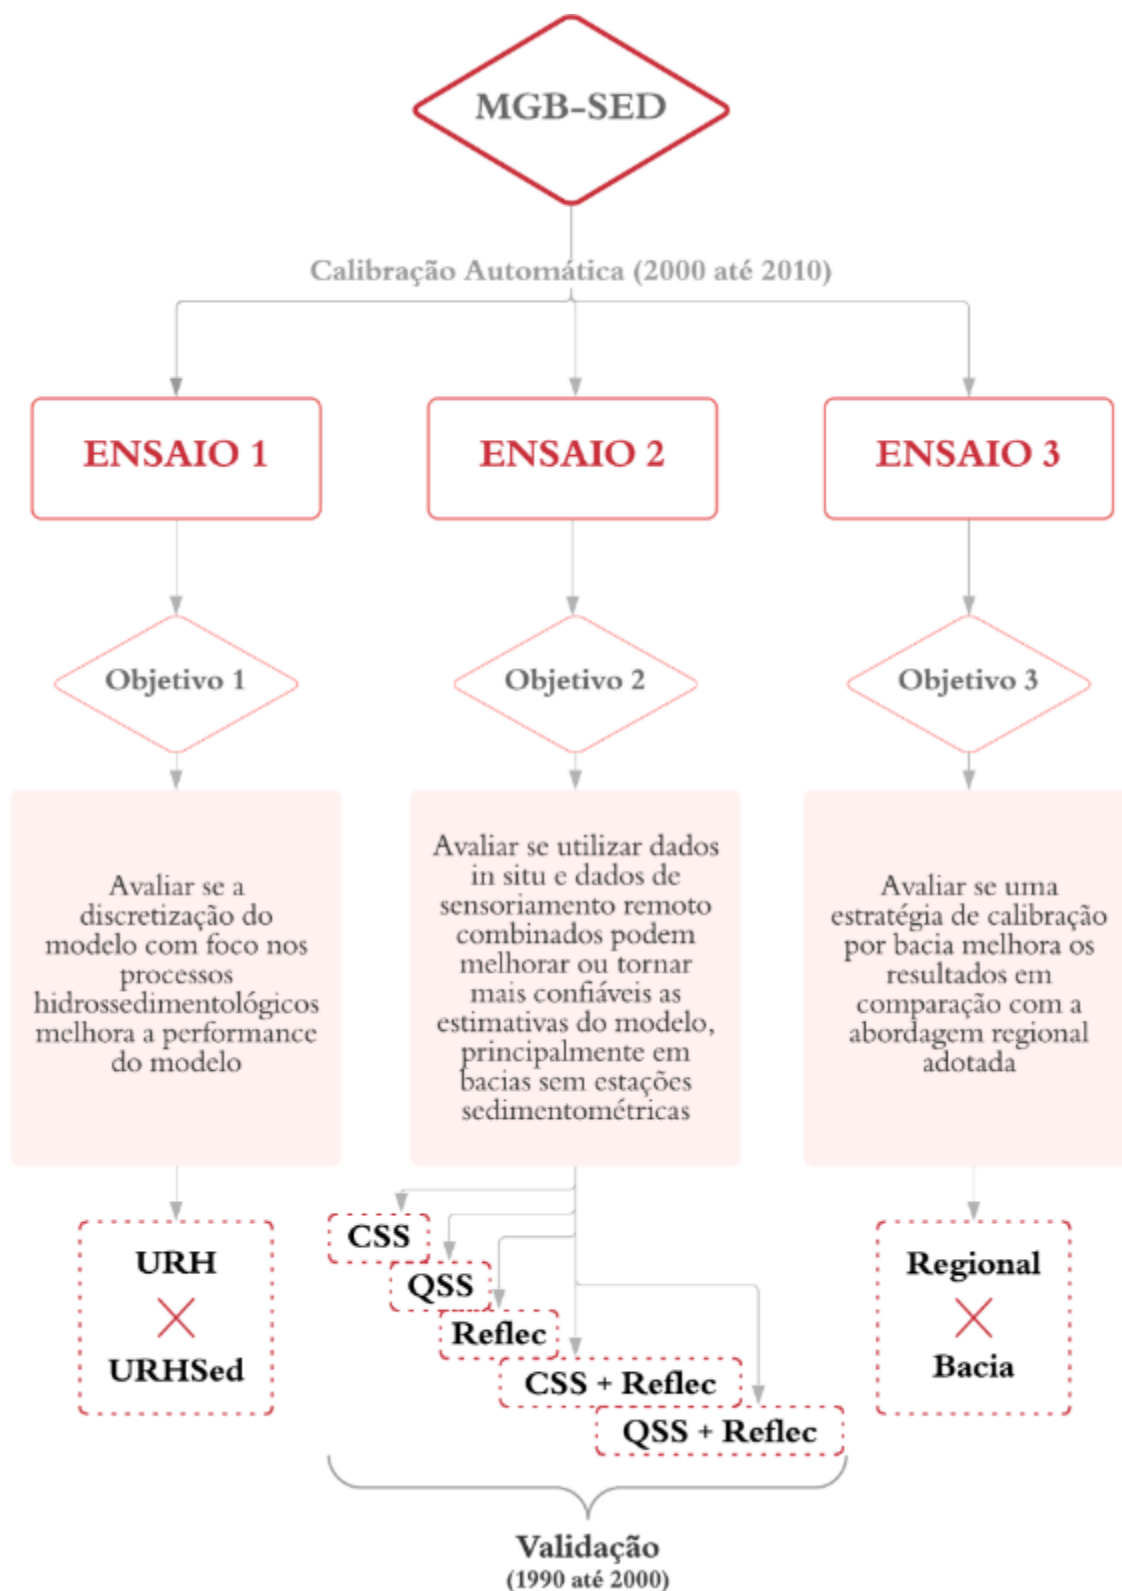 MGB-SED
Calibração Automática (2000 até 2010)
ENSAIO 1
ENSAIO 2
ENSAIO 3
Objetivo 1
Objetivo 2
Objetivo 3
Avaliar se a
discretização do
modelo com foco nos
processos
hidrossedimentológicos
melhora a performance
do modelo
Avaliar se utilizar dados
in situ e dados de
sensoriamento remoto
combinados podem
melhorar ou tornar
mais confiáveis as
estimativas do modelo,
principalmente em
bacias sem estações
sedimentométricas
Avaliar se uma
estratégia de calibração
por bacia melhora os
resultados em
comparação com a
abordagem regional
adotada
URH
URHSed
CSS
QSS
Reflec
CSS + Reflec
QSS + Reflec
Regional
Bacia
Validação
(1990 até 2000)